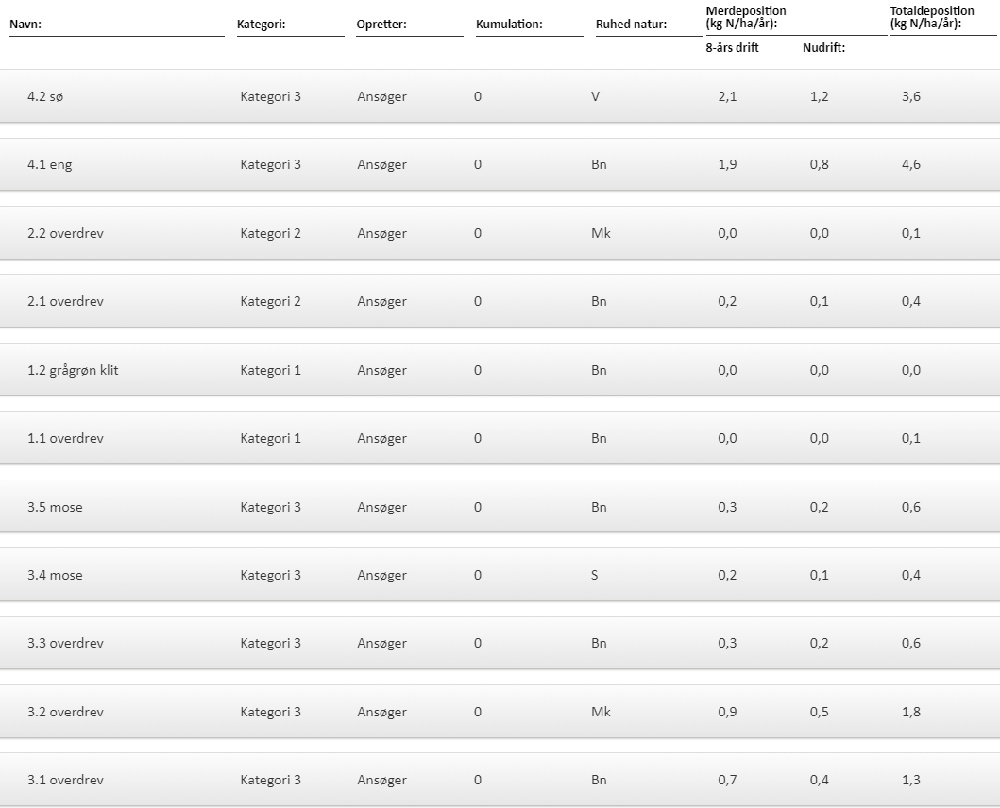 Navn: Kategori: Opretter: Kumulation: Ruhed natur: Merdeposition (kg N/ha/år): Totaldeposition (kg N/ha/år):
8-års drift Nudrift:
4.2 sø Kategori 3 Ansøger 0 V 2,1 1,2 3,6
4.1 eng Kategori 3 Ansøger 0 Bn 1,9 0,8 4,6
2.2 overdrev Kategori 2 Ansøger 0 Mk 0,0 0,0 0,1
2.1 overdrev Kategori 2 Ansøger 0 Bn 0,2 0,1 0,4
1.2 grågrøn klit Kategori 1 Ansøger 0 Bn 0,0 0,0 0,0
1.1 overdrev Kategori 1 Ansøger 0 Bn 0,0 0,0 0,1
3.5 mose Kategori 3 Ansøger 0 Bn 0,3 0,2 0,6
3.4 mose Kategori 3 Ansøger 0 S 0,2 0,1 0,4
3.3 overdrev Kategori 3 Ansøger 0 Bn 0,3 0,2 0,6
3.2 overdrev Kategori 3 Ansøger 0 Mk 0,9 0,5 1,8
3.1 overdrev Kategori 3 Ansøger 0 Bn 0,7 0,4 1,3